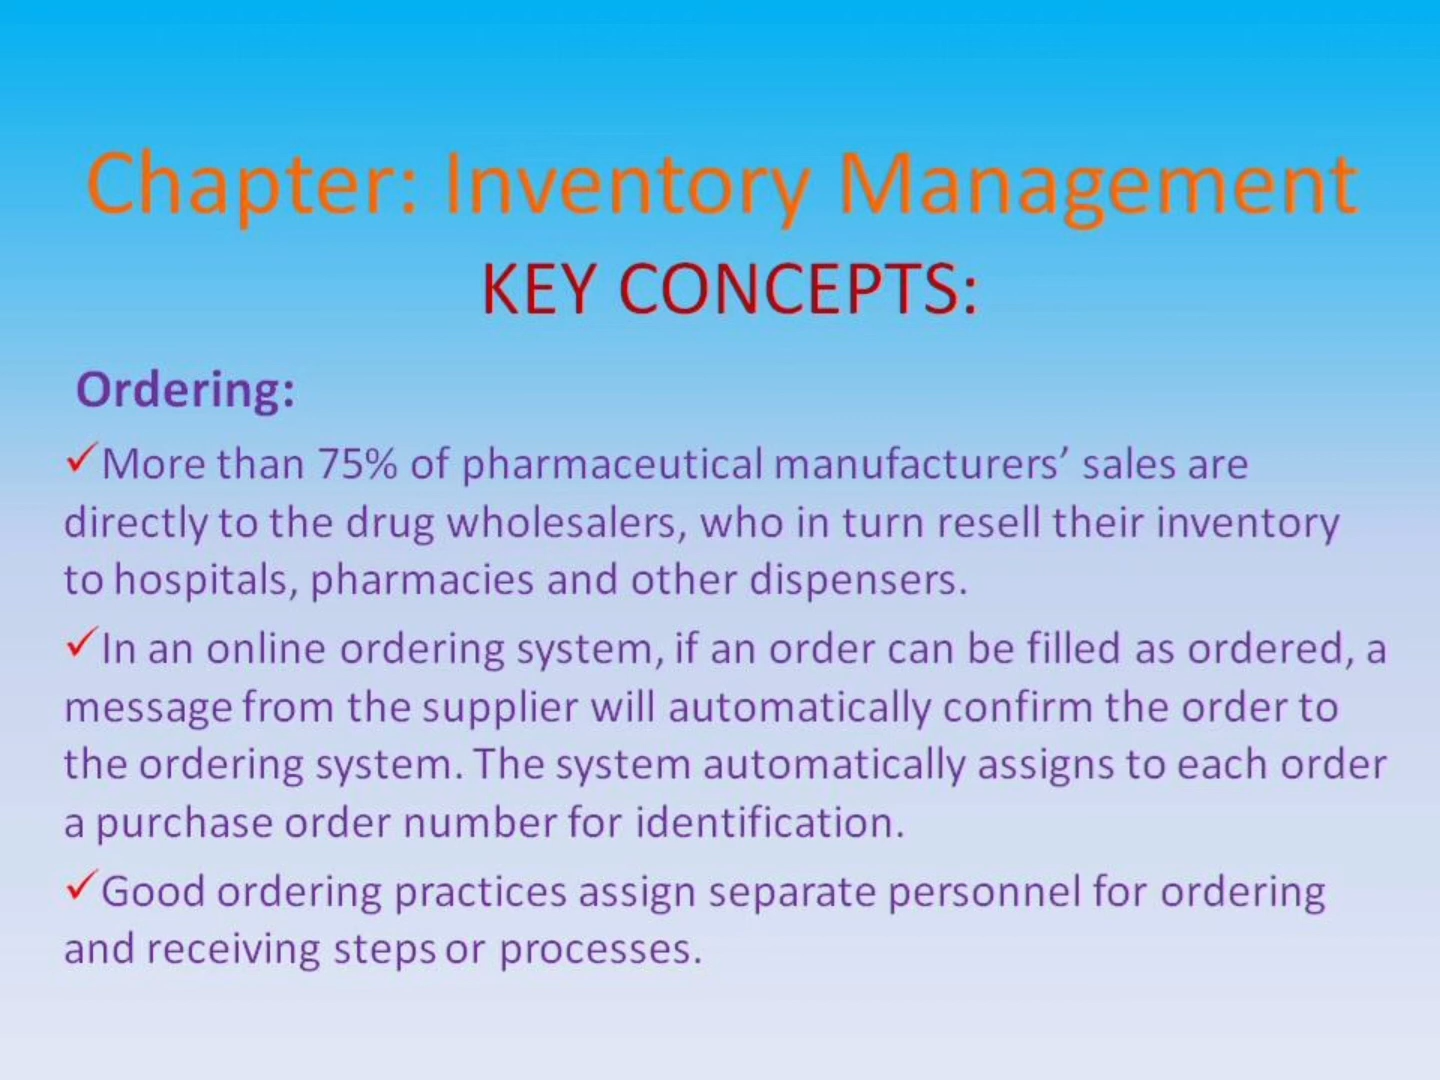 Chapter: Inventory Management
KEY CONCEPTS:
Ordering:
✓More than 75% of pharmaceutical manufacturers’ sales are
directly to the drug wholesalers, who in turn resell their inventory
to hospitals, pharmacies and other dispensers.
✓In an online ordering system, if an order can be filled as ordered, a
message from the supplier will automatically confirm the order to
the ordering system. The system automatically assigns to each order
a purchase order number for identification.
✓Good ordering practices assign separate personnel for ordering
and receiving steps or processes.